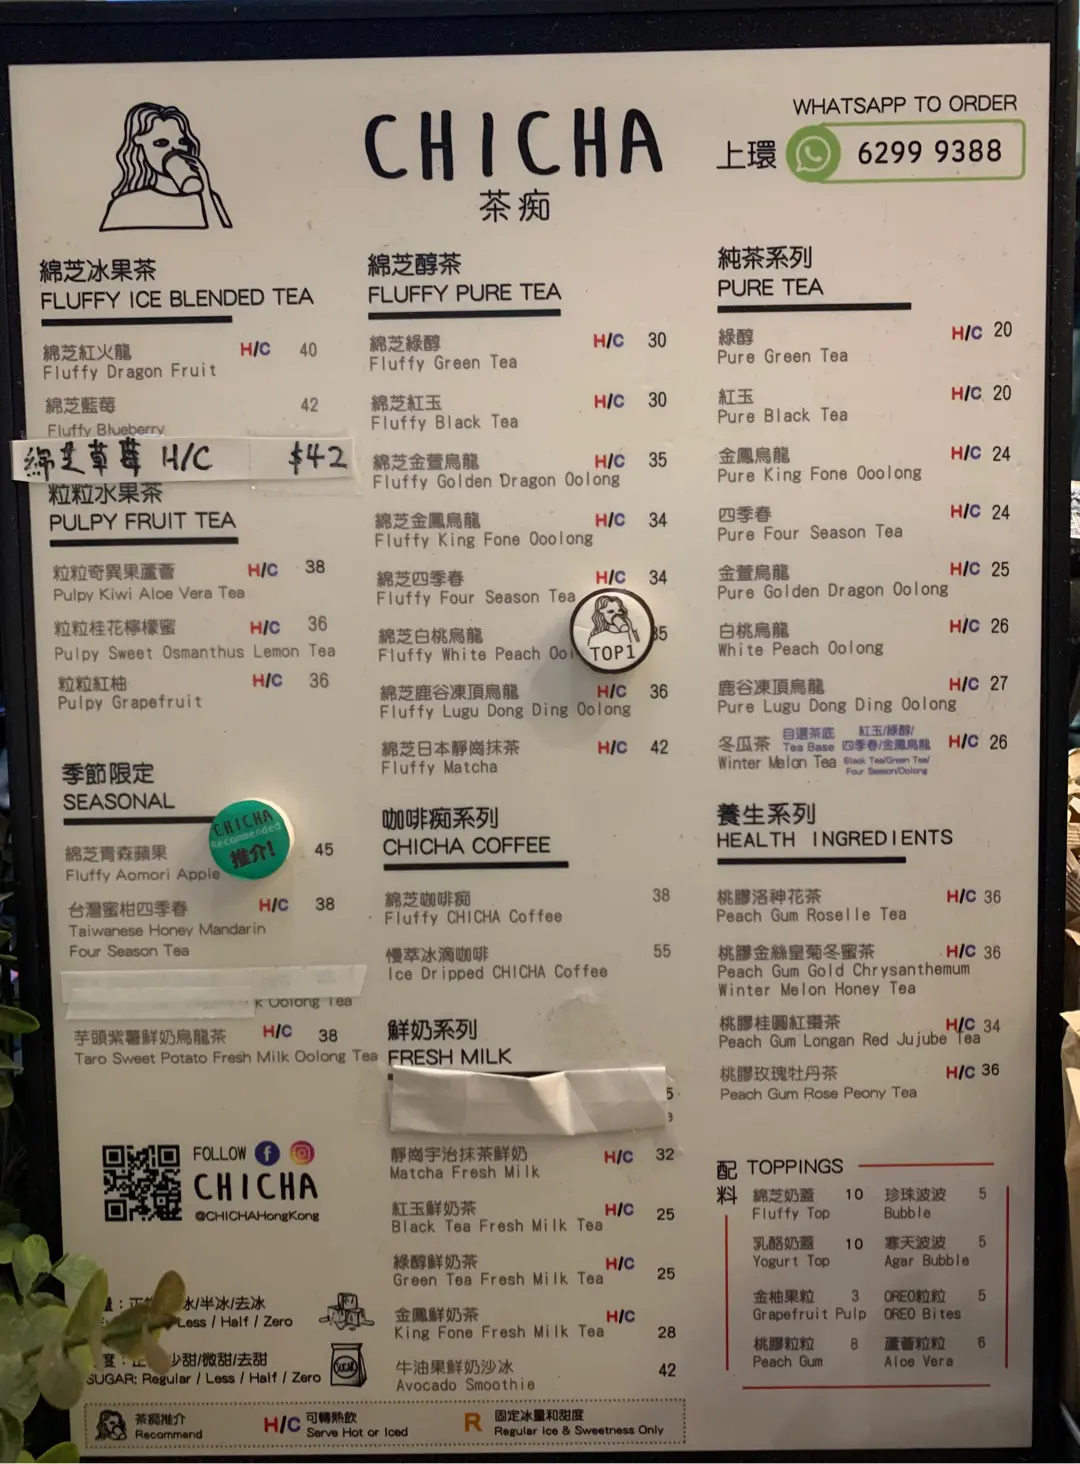 CHICHA
茶痴
WHATSAPP TO ORDER
上環 6299 9388
綿芝冰果茶
FLUFFY ICE BLENDED TEA
綿芝紅火龍 H/C 40
Fluffy Dragon Fruit
綿芝藍莓 42
Fluffy Blueberry
綿芝草莓 H/C $42
粒粒水果茶
PULPY FRUIT TEA
粒粒奇異果蘆薈 H/C 38
Pulpy Kiwi Aloe Vera Tea
粒粒桂花檸檬蜜 H/C 36
Pulpy Sweet Osmanthus Lemon Tea
粒粒紅柚 H/C 36
Pulpy Grapefruit
季節限定
SEASONAL
CHICHA
Recommended
推介!
綿芝青森蘋果 45
Fluffy Aomori Apple
台灣蜜柑四季春 H/C 38
Taiwanese Honey Mandarin
Four Season Tea
k Oolong Tea
芋頭紫薯鮮奶烏龍茶 H/C 38
Taro Sweet Potato Fresh Milk Oolong Tea
FOLLOW
CHICHA
@CHICHAHongKong
冰/半冰/去冰
Less / Half / Zero
少甜/微甜/去甜
SUGAR: Regular / Less / Half / Zero
SUGAR
綿芝醇茶
FLUFFY PURE TEA
綿芝綠醇 H/C 30
Fluffy Green Tea
綿芝紅玉 H/C 30
Fluffy Black Tea
綿芝金萱烏龍 H/C 35
Fluffy Golden Dragon Oolong
綿芝金鳳烏龍 H/C 34
Fluffy King Fone Ooolong
綿芝四季春 H/C 34
Fluffy Four Season Tea
綿芝白桃烏龍 35
Fluffy White Peach Ool
TOP1
綿芝鹿谷凍頂烏龍 H/C 36
Fluffy Lugu Dong Ding Oolong
綿芝日本靜崗抹茶 H/C 42
Fluffy Matcha
咖啡痴系列
CHICHA COFFEE
綿芝咖啡痴 38
Fluffy CHICHA Coffee
慢萃冰滴咖啡 55
Ice Dripped CHICHA Coffee
鮮奶系列
FRESH MILK
靜崗宇治抹茶鮮奶 H/C 32
Matcha Fresh Milk
紅玉鮮奶茶 H/C 25
Black Tea Fresh Milk Tea
綠醇鮮奶茶 H/C 25
Green Tea Fresh Milk Tea
金鳳鮮奶茶 H/C 28
King Fone Fresh Milk Tea
牛油果鮮奶沙冰 42
Avocado Smoothie
純茶系列
PURE TEA
綠醇 H/C 20
Pure Green Tea
紅玉 H/C 20
Pure Black Tea
金鳳烏龍 H/C 24
Pure King Fone Ooolong
四季春 H/C 24
Pure Four Season Tea
金萱烏龍 H/C 25
Pure Golden Dragon Oolong
白桃烏龍 H/C 26
White Peach Oolong
鹿谷凍頂烏龍 H/C 27
Pure Lugu Dong Ding Oolong
冬瓜茶 自選茶底 紅玉/綠醇/ H/C 26
Winter Melon Tea Tea Base 四季春/金鳳烏龍
Black Tea/Green Tea/
Four Season/Oolong
養生系列
HEALTH INGREDIENTS
桃膠洛神花茶 H/C 36
Peach Gum Roselle Tea
桃膠金絲皇菊冬蜜茶 H/C 36
Peach Gum Gold Chrysanthemum
Winter Melon Honey Tea
桃膠桂圓紅棗茶 H/C 34
Peach Gum Longan Red Jujube Tea
桃膠玫瑰牡丹茶 H/C 36
Peach Gum Rose Peony Tea
配料 TOPPINGS
綿芝奶蓋 10 珍珠波波 5
Fluffy Top Bubble
乳酪奶蓋 10 寒天波波 5
Yogurt Top Agar Bubble
金柚果粒 3 OREO粒粒 5
Grapefruit Pulp OREO Bites
桃膠粒粒 8 蘆薈粒粒 6
Peach Gum Aloe Vera
茶痴推介 H/C 可轉熱飲 R 固定冰量和甜度
Recommend Serve Hot or Iced Regular Ice & Sweetness Only